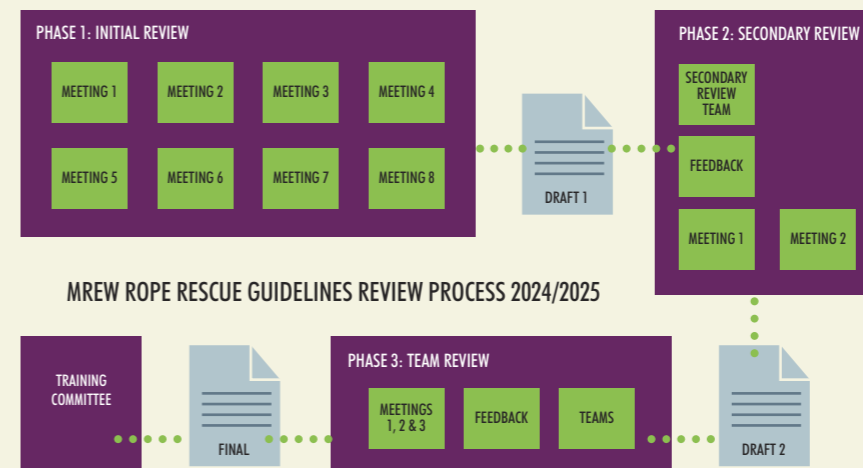 PHASE 1: INITIAL REVIEW
MEETING 1
MEETING 2
MEETING 3
MEETING 4
MEETING 5
MEETING 6
MEETING 7
MEETING 8
DRAFT 1
PHASE 2: SECONDARY REVIEW
SECONDARY
REVIEW
TEAM
FEEDBACK
MEETING 1
MEETING 2
MREW ROPE RESCUE GUIDELINES REVIEW PROCESS 2024/2025
TRAINING
COMMITTEE
FINAL
PHASE 3: TEAM REVIEW
MEETINGS
1, 2 & 3
FEEDBACK
TEAMS
DRAFT 2